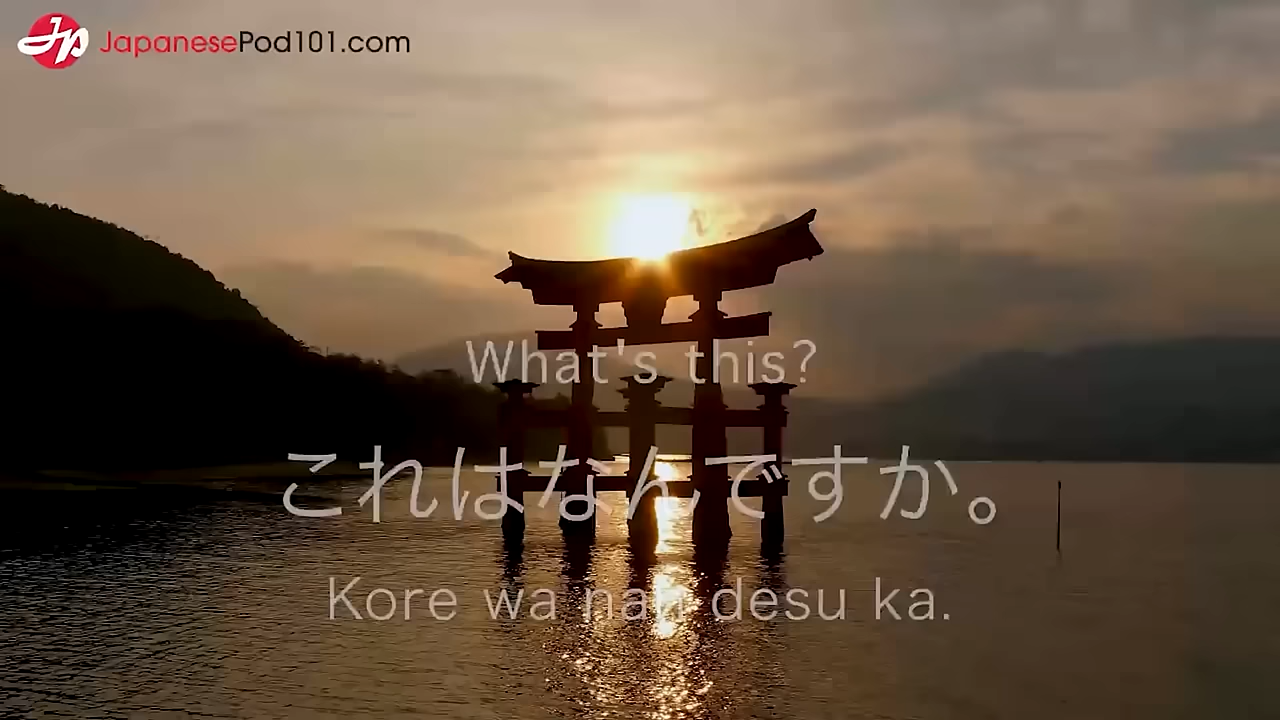 JapanesePod101.com
What's this?
これはなんですか。
Kore wa nan desu ka.